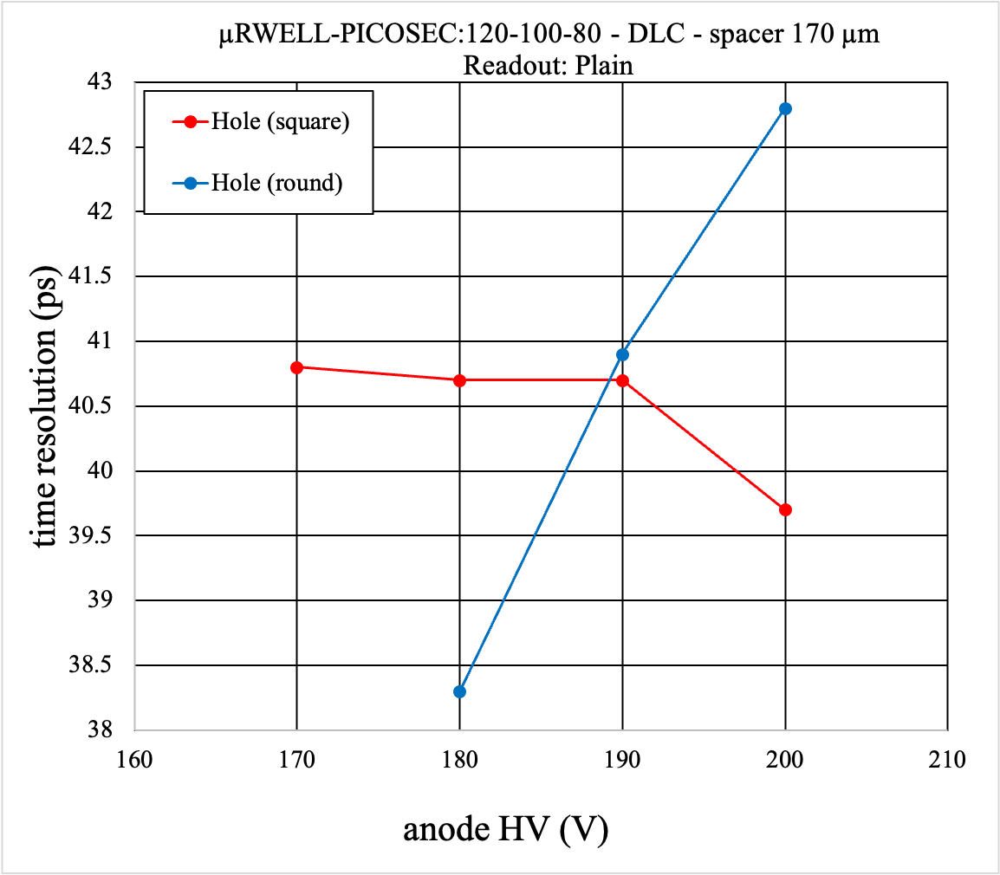 µRWELL-PICOSEC:120-100-80 - DLC - spacer 170 µm
Readout: Plain
43
42.5
42
41.5
41
40.5
40
39.5
39
38.5
38
Hole (square)
Hole (round)
time resolution (ps)
160 170 180 190 200 210
anode HV (V)